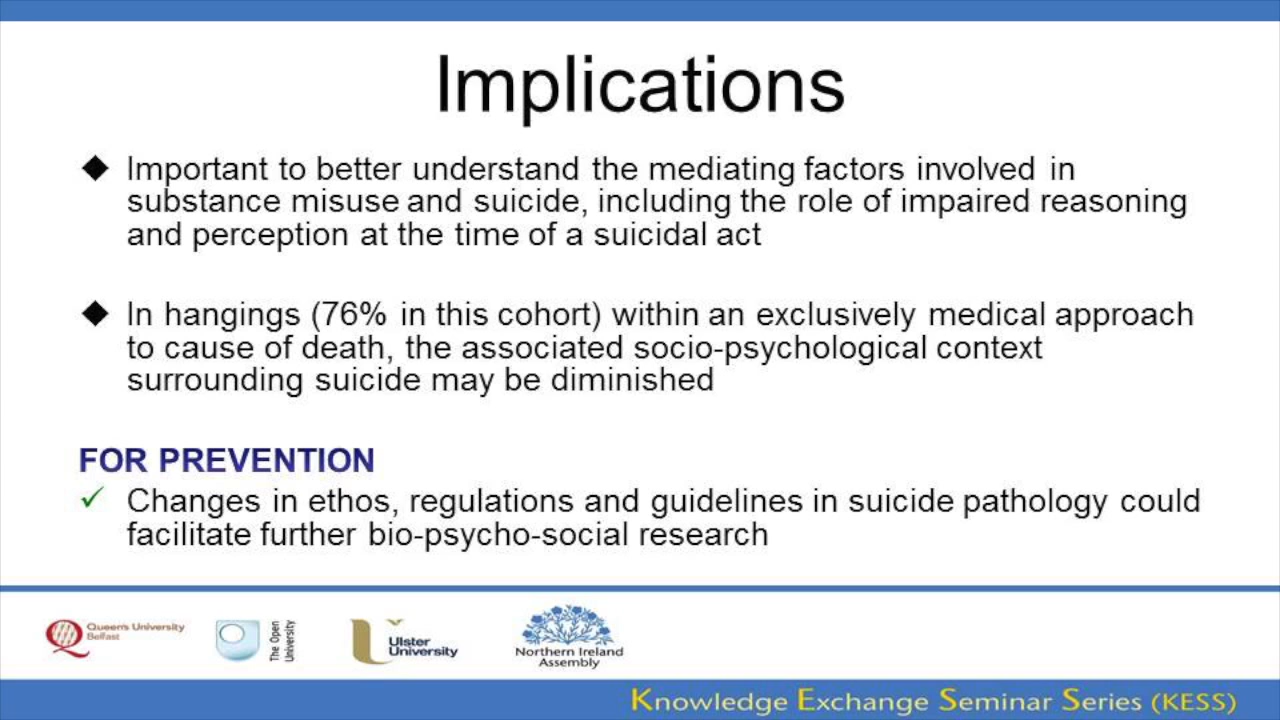 Implications
Important to better understand the mediating factors involved in
substance misuse and suicide, including the role of impaired reasoning
and perception at the time of a suicidal act
In hangings (76% in this cohort) within an exclusively medical approach
to cause of death, the associated socio-psychological context
surrounding suicide may be diminished
FOR PREVENTION
Changes in ethos, regulations and guidelines in suicide pathology could
facilitate further bio-psycho-social research
Queen's University
Belfast
The Open
University
Ulster
University
Northern Ireland
Assembly
Knowledge Exchange Seminar Series (KESS)